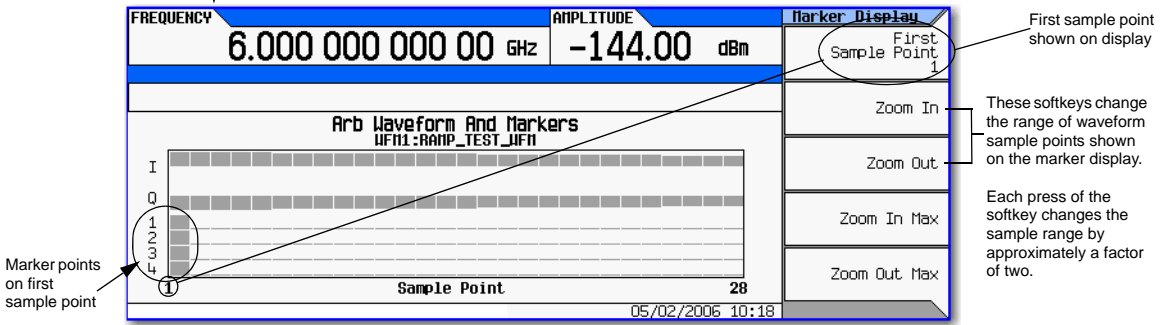 FREQUENCY
AMPLITUDE
6.000 000 000 00 GHz
-144.00 dBm
Arb Waveform And Markers
WFM1:RAMP_TEST_WFM
I
Q
1
2
3
4
1
Sample Point
28
05/02/2006 10:18
Marker Display
First
Sample Point
1
Zoom In
Zoom Out
Zoom In Max
Zoom Out Max
First sample point
shown on display
These softkeys change
the range of waveform
sample points shown
on the marker display.
Each press of the
softkey changes the
sample range by
approximately a factor
of two.
Marker points
on first
sample point